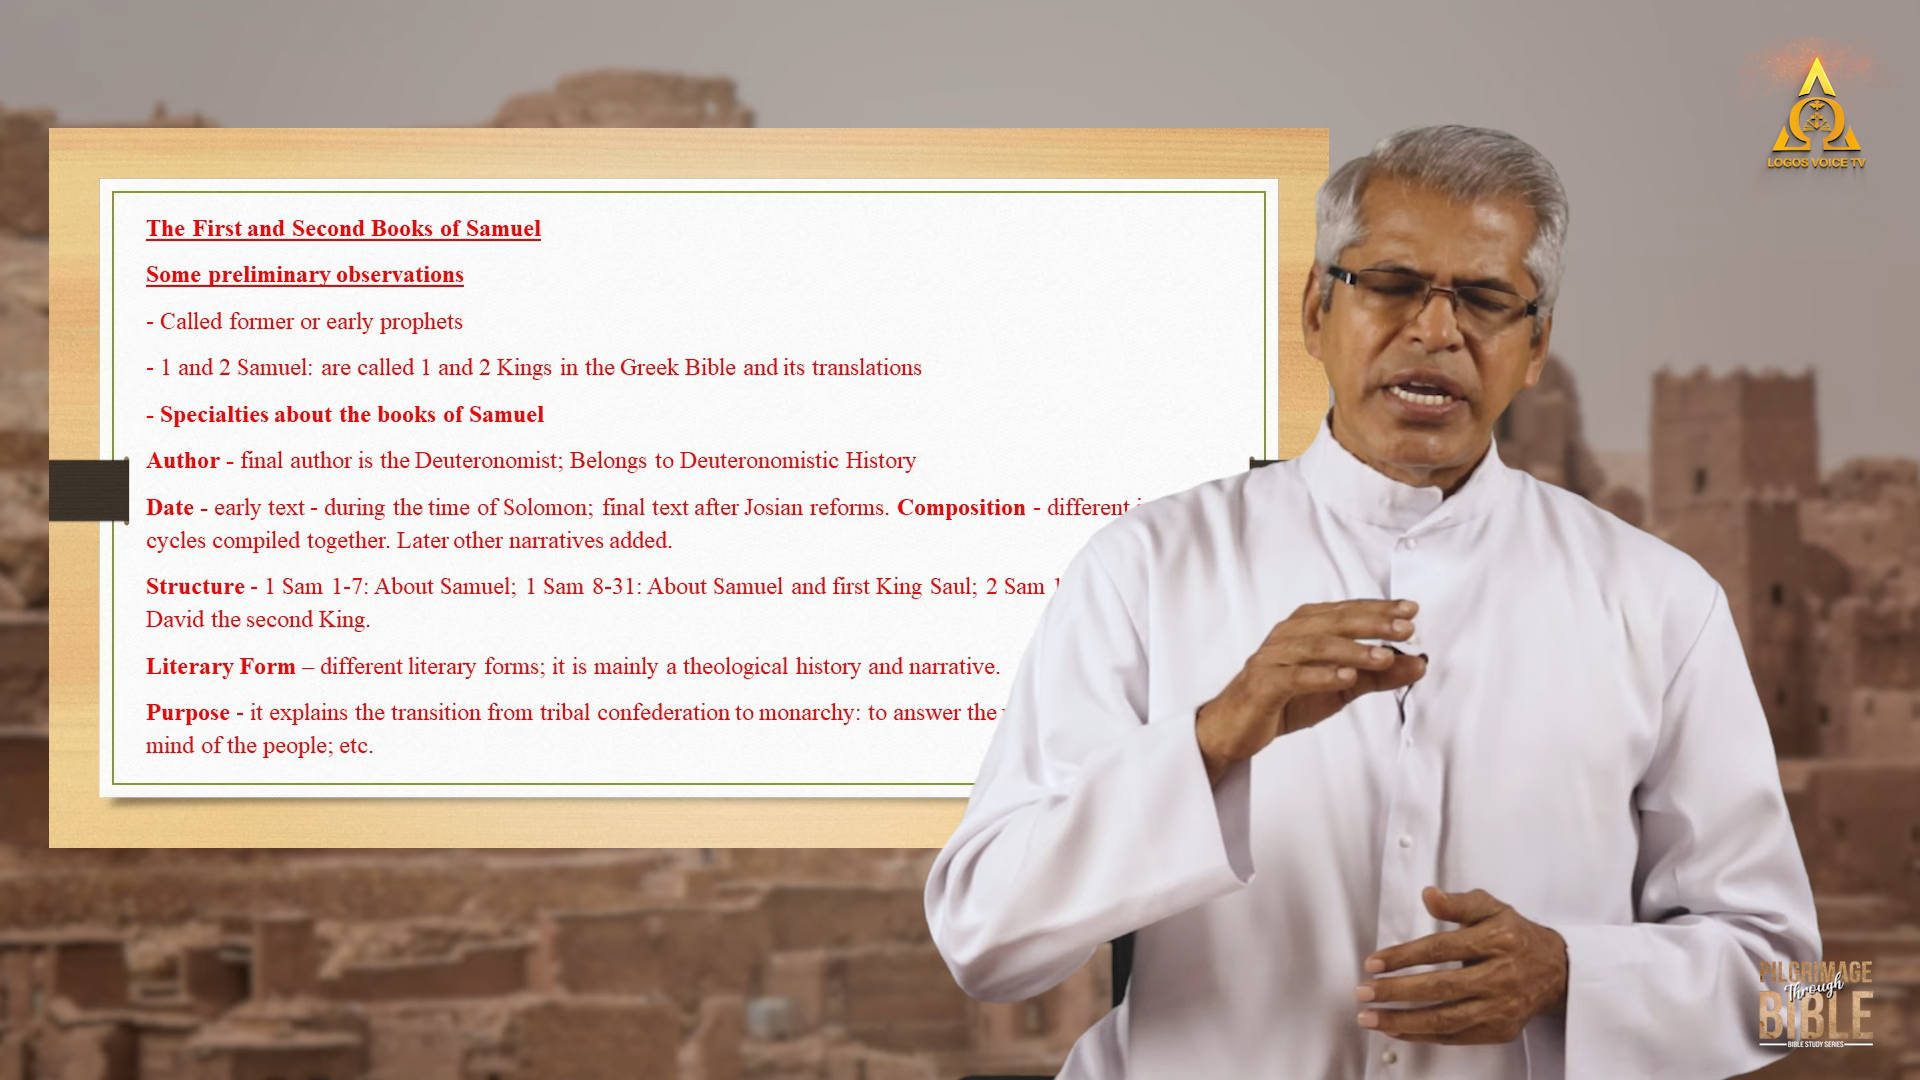 The First and Second Books of Samuel
Some preliminary observations
- Called former or early prophets
- 1 and 2 Samuel: are called 1 and 2 Kings in the Greek Bible and its translations
- Specialties about the books of Samuel
Author - final author is the Deuteronomist; Belongs to Deuteronomistic History
Date - early text - during the time of Solomon; final text after Josian reforms. Composition - different
cycles compiled together. Later other narratives added.
Structure - 1 Sam 1-7: About Samuel; 1 Sam 8-31: About Samuel and first King Saul; 2 Sam
David the second King.
Literary Form – different literary forms; it is mainly a theological history and narrative.
Purpose - it explains the transition from tribal confederation to monarchy: to answer the
mind of the people; etc.
LOGOS VOICE TV
PILGRIMAGE
Through
BIBLE
BIBLE STUDY SERIES